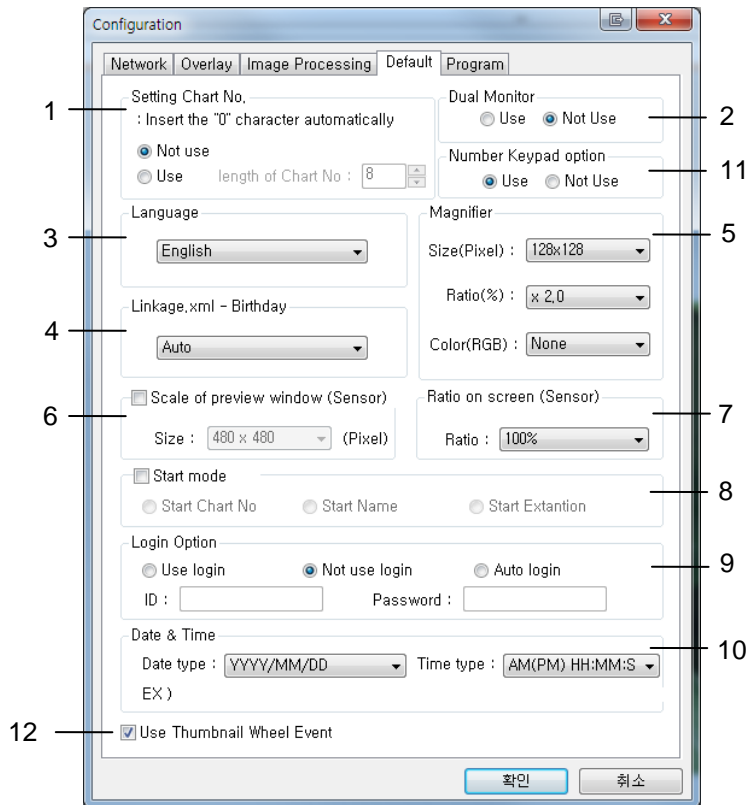 Configuration
Network Overlay Image Processing Default Program
1
Setting Chart No.
: Insert the "0" character automatically
Not use
Use length of Chart No : 8
Dual Monitor
Use Not Use
2
Number Keypad option
Use Not Use
11
3
Language
English
Magnifier
5
Size(Pixel) : 128x128
Ratio(%) : x 2.0
Color(RGB) : None
4
Linkage.xml - Birthday
Auto
6
Scale of preview window (Sensor)
Size : 480 x 480 (Pixel)
Ratio on screen (Sensor)
7
Ratio : 100%
Start mode
8
Start Chart No Start Name Start Extantion
Login Option
9
Use login Not use login Auto login
ID : Password :
Date & Time
10
Date type : YYYY/MM/DD Time type : AM(PM) HH:MM:S
EX )
12 Use Thumbnail Wheel Event
확인 취소